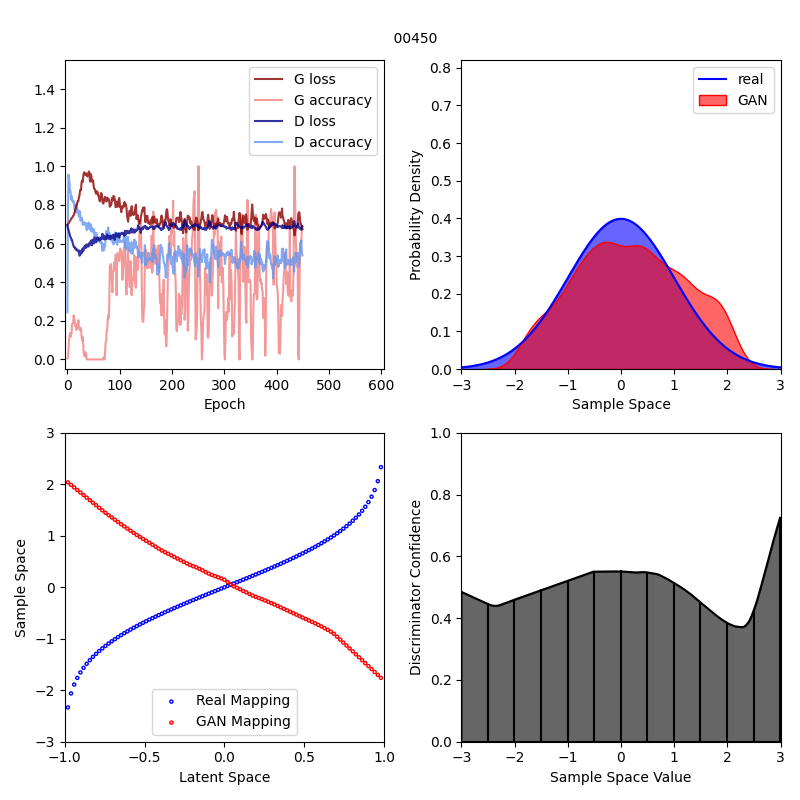 00450
G loss
G accuracy
D loss
D accuracy
1.4
1.2
1.0
0.8
0.6
0.4
0.2
0.0
0 100 200 300 400 500 600
Epoch
real
GAN
Probability Density
0.8
0.7
0.6
0.5
0.4
0.3
0.2
0.1
0.0
−3 −2 −1 0 1 2 3
Sample Space
Sample Space
3
2
1
0
−1
−2
−3
Real Mapping
GAN Mapping
−1.0 −0.5 0.0 0.5 1.0
Latent Space
Discriminator Confidence
1.0
0.8
0.6
0.4
0.2
0.0
−3 −2 −1 0 1 2 3
Sample Space Value